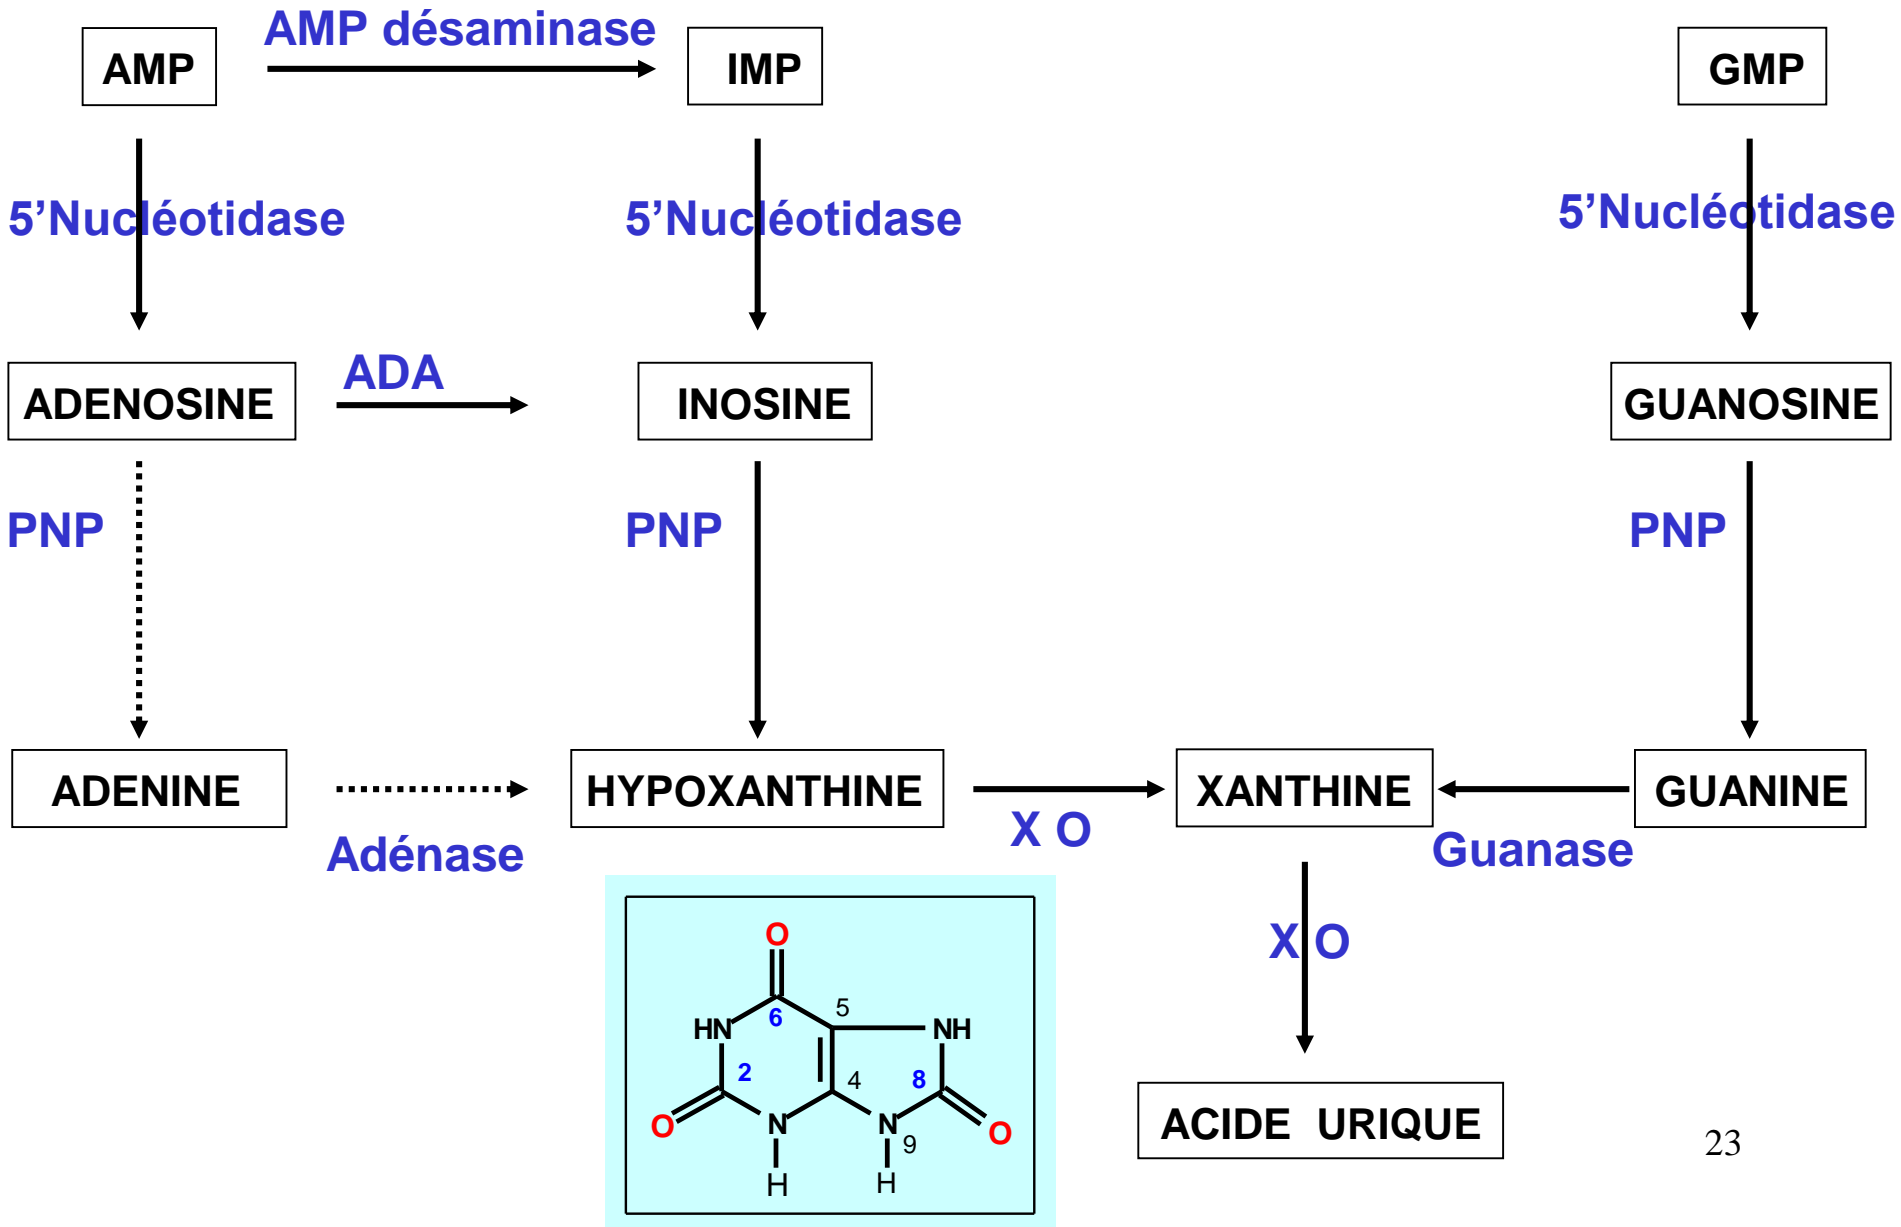 AMP désaminase
AMP
IMP
GMP
5’Nucléotidase
5’Nucléotidase
5’Nucléotidase
ADENOSINE
ADA
INOSINE
GUANOSINE
PNP
PNP
PNP
ADENINE
HYPOXANTHINE
XANTHINE
GUANINE
Adénase
X O
Guanase
X O
O
HN
6
5
NH
2
4
8
O
N
N
9
O
H
H
ACIDE URIQUE
23